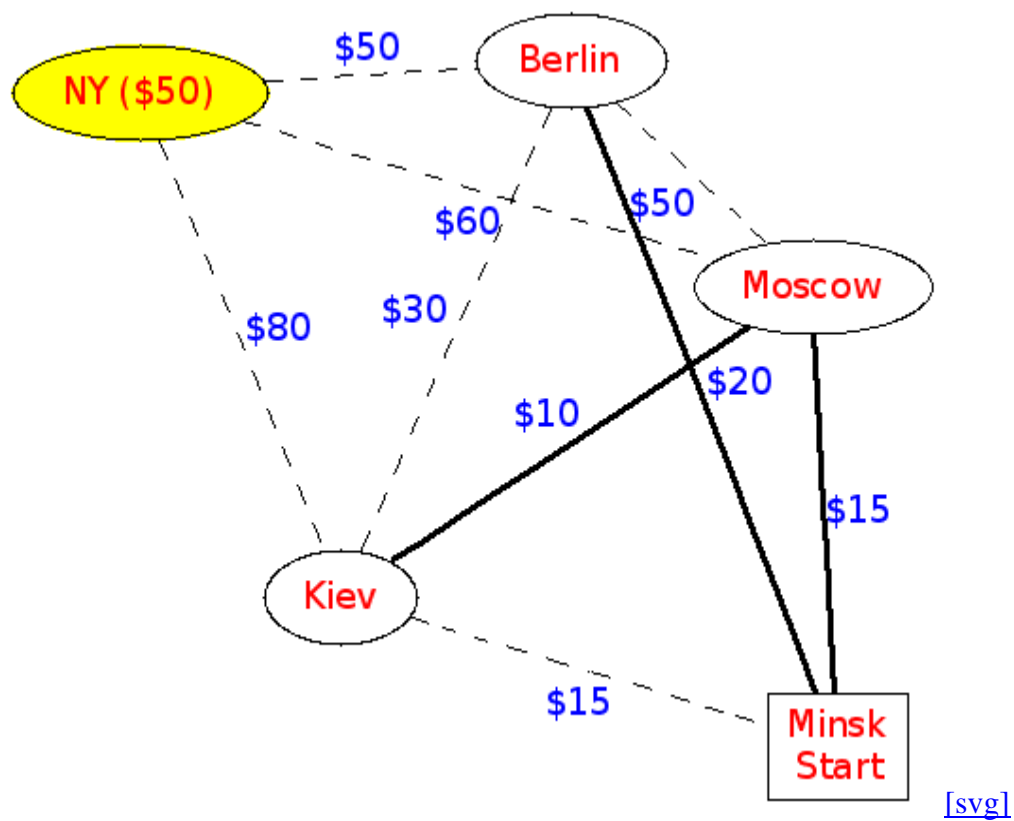 $50
Berlin
NY ($50)
$50
$60
Moscow
$30
$80
$20
$10
$15
Kiev
$15
Minsk
Start
[svg]